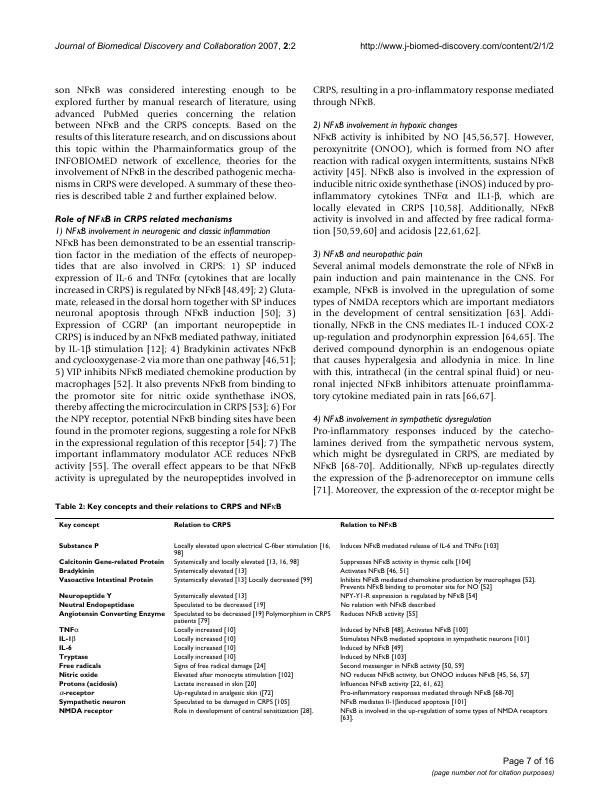 Journal of Biomedical Discovery and Collaboration 2007, 2:2
http://www.j-biomed-discovery.com/content/2/1/2
son NFκB was considered interesting enough to be
explored further by manual research of literature, using
advanced PubMed queries concerning the relation
between NFκB and the CRPS concepts. Based on the
results of this literature research, and on discussions about
this topic within the Pharmainformatics group of the
INFOBIOMED network of excellence, theories for the
involvement of NFκB in the described pathogenic mecha-
nisms in CRPS were developed. A summary of these theo-
ries is described table 2 and further explained below.
Role of NFκB in CRPS related mechanisms
1) NFκB involvement in neurogenic and classic inflammation
NFκB has been demonstrated to be an essential transcrip-
tion factor in the mediation of the effects of neuropep-
tides that are also involved in CRPS: 1) SP induced
expression of IL-6 and TNFα (cytokines that are locally
increased in CRPS) is regulated by NFκB [48,49]; 2) Gluta-
mate, released in the dorsal horn together with SP induces
neuronal apoptosis through NFκB induction [50]; 3)
Expression of CGRP (an important neuropeptide in
CRPS) is induced by an NFκB mediated pathway, initiated
by IL-1β stimulation [12]; 4) Bradykinin activates NFκB
and cyclooxygenase-2 via more than one pathway [46,51];
5) VIP inhibits NFκB mediated chemokine production by
macrophages [52]. It also prevents NFκB from binding to
the promotor site for nitric oxide synthethase iNOS,
thereby affecting the microcirculation in CRPS [53]; 6) For
the NPY receptor, potential NFκB binding sites have been
found in the promoter regions, suggesting a role for NFκB
in the expressional regulation of this receptor [54]; 7) The
important inflammatory modulator ACE reduces NFκB
activity [55]. The overall effect appears to be that NFκB
activity is upregulated by the neuropeptides involved in
CRPS, resulting in a pro-inflammatory response mediated
through NFκB.
2) NFκB involvement in hypoxic changes
NFκB activity is inhibited by NO [45,56,57]. However,
peroxynitrite (ONOO), which is formed from NO after
reaction with radical oxygen intermittents, sustains NFκB
activity [45]. NFκB also is involved in the expression of
inducible nitric oxide synthethase (iNOS) induced by pro-
inflammatory cytokines TNFα and IL1-β, which are
locally elevated in CRPS [10,58]. Additionally, NFκB
activity is involved in and affected by free radical forma-
tion [50,59,60] and acidosis [22,61,62].
3) NFκB and neuropathic pain
Several animal models demonstrate the role of NFκB in
pain induction and pain maintenance in the CNS. For
example, NFκB is involved in the upregulation of some
types of NMDA receptors which are important mediators
in the development of central sensitization [63]. Addi-
tionally, NFκB in the CNS mediates IL-1 induced COX-2
up-regulation and prodynorphin expression [64,65]. The
derived compound dynorphin is an endogenous opiate
that causes hyperalgesia and allodynia in mice. In line
with this, intrathecal (in the central spinal fluid) or neu-
ronal injected NFκB inhibitors attenuate proinflamma-
tory cytokine mediated pain in rats [66,67].
4) NFκB involvement in sympathetic dysregulation
Pro-inflammatory responses induced by the catecho-
lamines derived from the sympathetic nervous system,
which might be dysregulated in CRPS, are mediated by
NFκB [68-70]. Additionally, NFκB up-regulates directly
the expression of the β-adrenoreceptor on immune cells
[71]. Moreover, the expression of the α-receptor might be
Table 2: Key concepts and their relations to CRPS and NFκB
Key concept Relation to CRPS Relation to NFκB
Substance P Locally elevated upon electrical C-fiber stimulation [16, Induces NFκB mediated release of IL-6 and TNFα [103]
98]
Calcitonin Gene-related Protein Systemically and locally elevated [13, 16, 98] Suppresses NFκB activity in thymic cells [104]
Bradykinin Systemically elevated [13] Activates NFκB [46, 51]
Vasoactive Intestinal Protein Systemically elevated [13] Locally decreased [99] Inhibits NFκB mediated chemokine production by macrophages [52].
Prevents NFκB binding to promoter site for NO [52]
Neuropeptide Y Systemically elevated [13] NPY-Y1-R expression is regulated by NFκB [54]
Neutral Endopeptidase Speculated to be decreased [19] No relation with NFκB described
Angiotensin Converting Enzyme Speculated to be decreased [19] Polymorphism in CRPS Reduces NFκB activity [55]
patients [79]
TNFα Locally increased [10] Induced by NFκB [48], Activates NFκB [100]
IL-1β Locally increased [10] Stimulates NFκB mediated apoptosis in sympathetic neurons [101]
IL-6 Locally increased [10] Induced by NFκB [49]
Tryptase Locally increased [10] Induced by NFκB [103]
Free radicals Signs of free radical damage [24] Second messenger in NFκB activity [50, 59]
Nitric oxide Elevated after monocyte stimulation [102] NO reduces NFκB activity, but ONOO induces NFκB [45, 56, 57]
Protons (acidosis) Lactate increased in skin [20] Influences NFκB activity [22, 61, 62]
α-receptor Up-regulated in analgesic skin ([72] Pro-inflammatory responses mediated through NFκB [68-70]
Sympathetic neuron Speculated to be damaged in CRPS [105] NFκB mediates Il-1βinduced apoptosis [101]
NMDA receptor Role in development of central sensitization [28]. NFκB is involved in the up-regulation of some types of NMDA receptors
[63].
Page 7 of 16
(page number not for citation purposes)